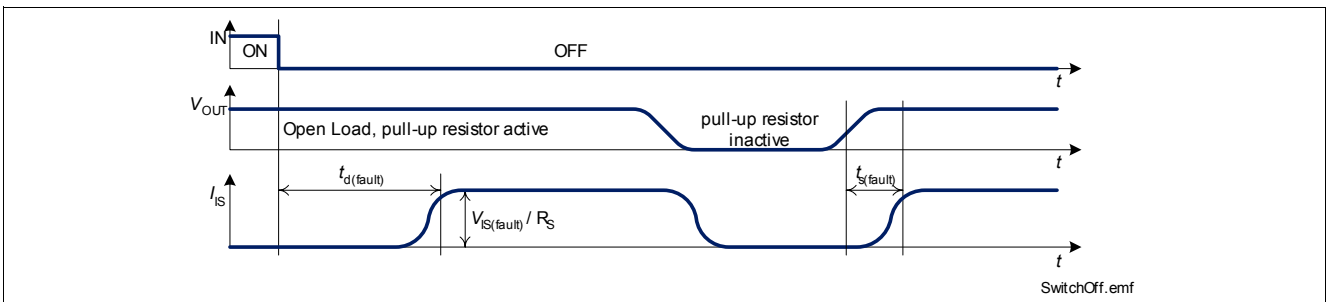 IN
ON
OFF
t
VOUT
Open Load, pull-up resistor active
pull-up resistor
inactive
t
IIS
td(fault)
VIS(fault) / RS
ts(fault)
t
SwitchOff.emf